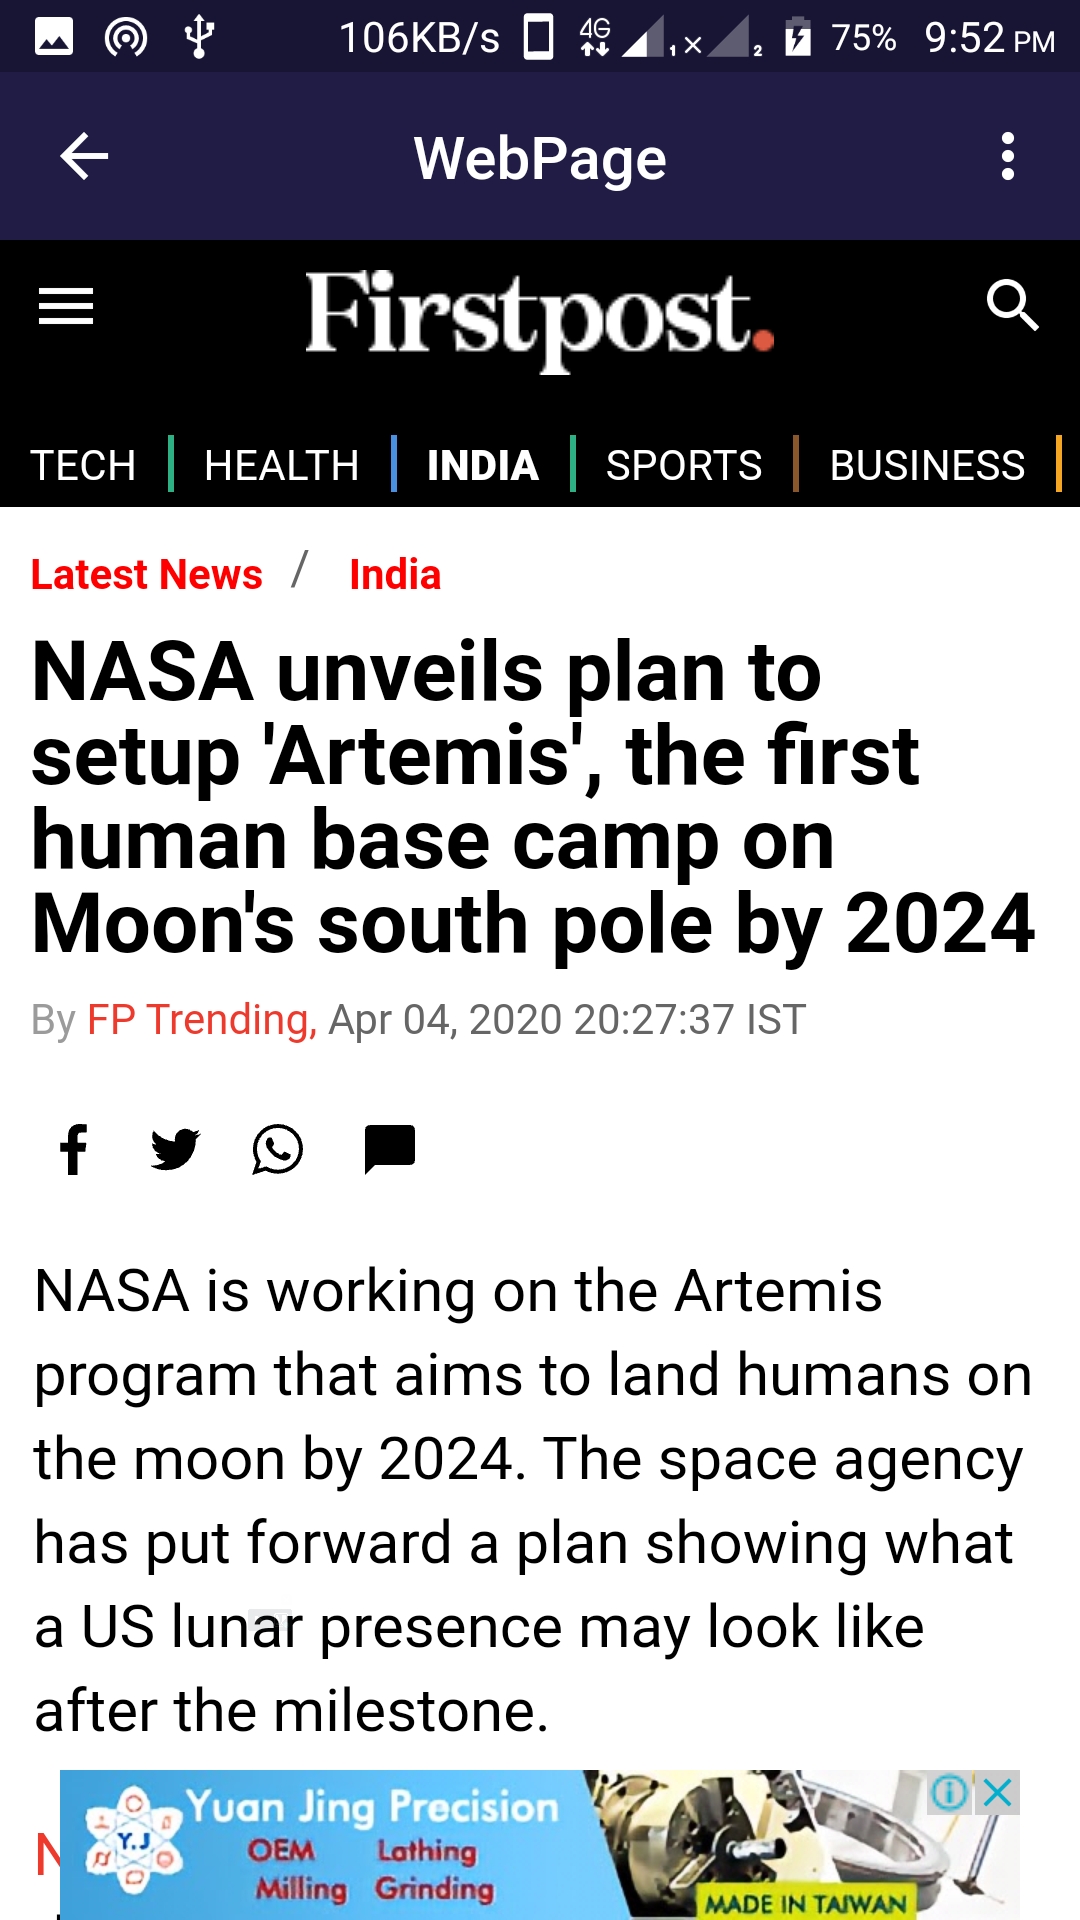 106KB/s 4G 1 x 2 75% 9:52 PM
WebPage
Firstpost.
TECH HEALTH INDIA SPORTS BUSINESS
Latest News / India
NASA unveils plan to
setup 'Artemis', the first
human base camp on
Moon's south pole by 2024
By FP Trending, Apr 04, 2020 20:27:37 IST
NASA is working on the Artemis
program that aims to land humans on
the moon by 2024. The space agency
has put forward a plan showing what
a US lunar presence may look like
after the milestone.
Yuan Jing Precision
Y.J
OEM Lathing
Milling Grinding
MADE IN TAIWAN